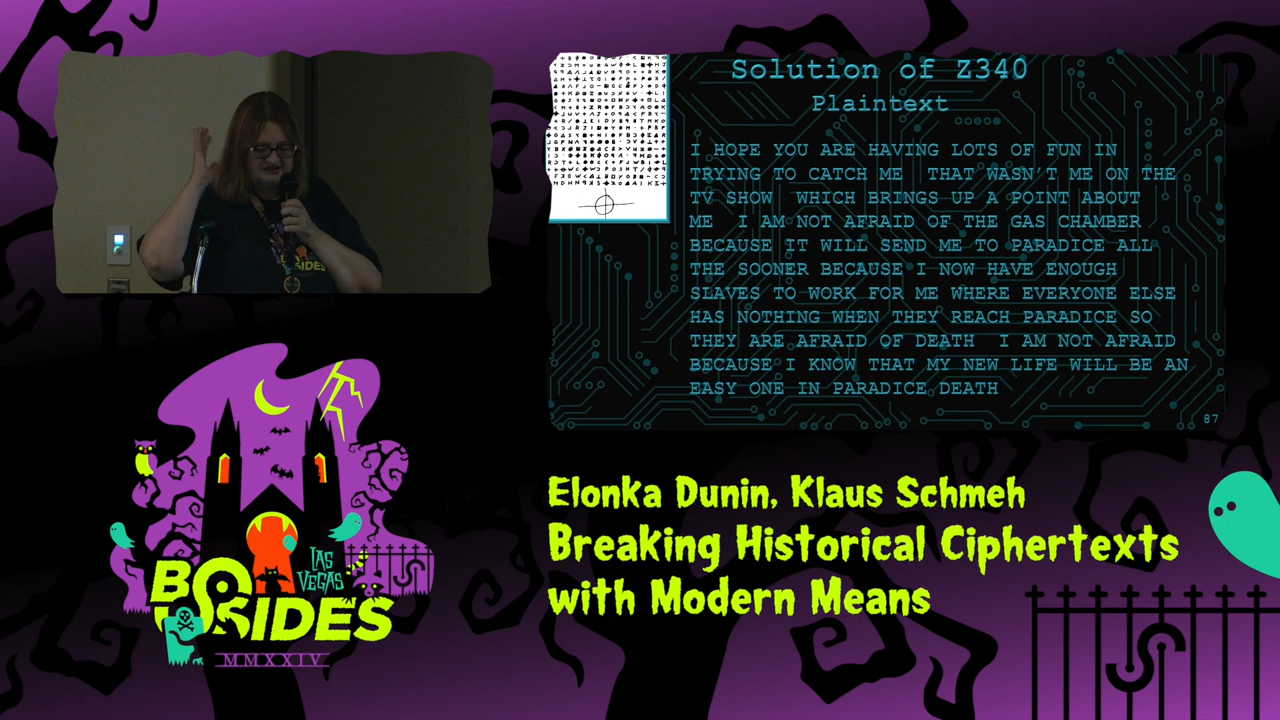 Solution of Z340
Plaintext
I HOPE YOU ARE HAVING LOTS OF FUN IN
TRYING TO CATCH ME THAT WASN'T ME ON THE
TV SHOW WHICH BRINGS UP A POINT ABOUT
ME I AM NOT AFRAID OF THE GAS CHAMBER
BECAUSE IT WILL SEND ME TO PARADICE ALL
THE SOONER BECAUSE I NOW HAVE ENOUGH
SLAVES TO WORK FOR ME WHERE EVERYONE ELSE
HAS NOTHING WHEN THEY REACH PARADICE SO
THEY ARE AFRAID OF DEATH I AM NOT AFRAID
BECAUSE I KNOW THAT MY NEW LIFE WILL BE AN
EASY ONE IN PARADICE DEATH
87
SIDES
LAS
VEGAS
BSIDES
MMXXIV
Elonka Dunin, Klaus Schmeh
Breaking Historical Ciphertexts
with Modern Means